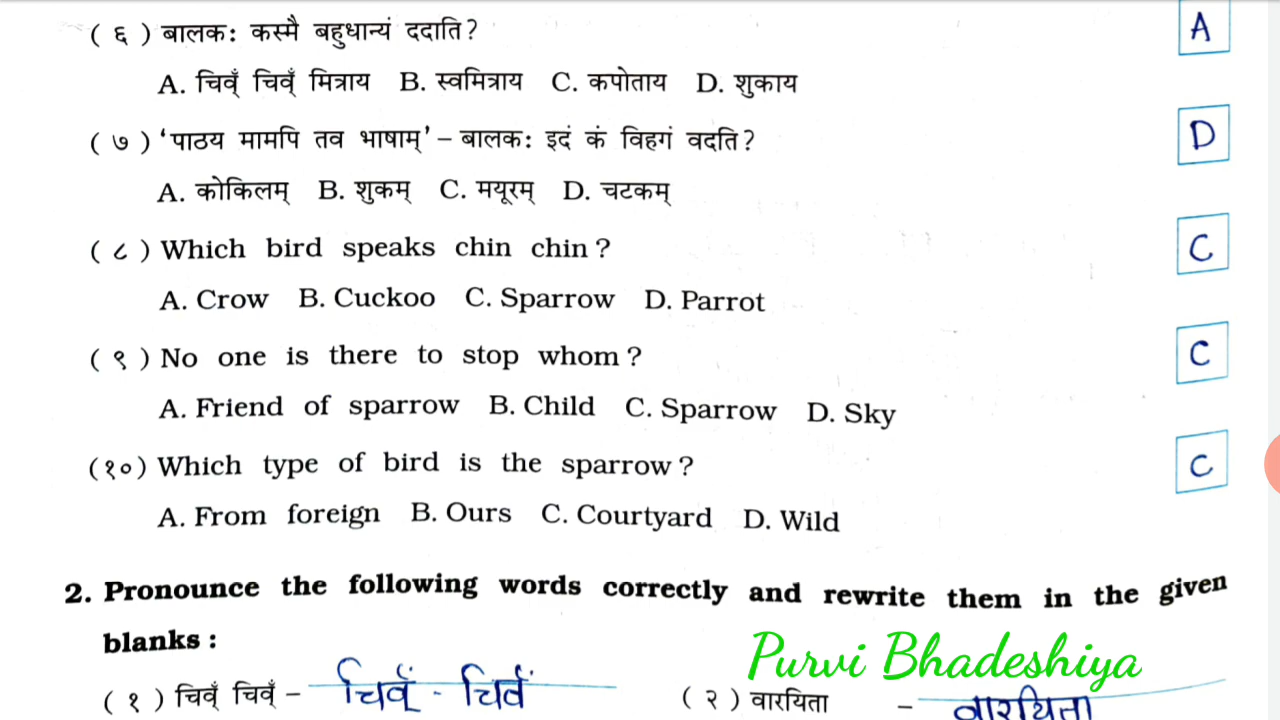 ( ६ ) बालकः कस्मै बहुधान्यं ददाति ? A
A. चिव्ँ चिव्ँ मित्राय B. स्वमित्राय C. कपोताय D. शुकाय
( ७ ) ‘पाठय मामपि तव भाषाम्’ – बालकः इदं कं विहगं वदति ? D
A. कोकिलम् B. शुकम् C. मयूरम् D. चटकम्
( ८ ) Which bird speaks chin chin ? C
A. Crow B. Cuckoo C. Sparrow D. Parrot
( ९ ) No one is there to stop whom ? C
A. Friend of sparrow B. Child C. Sparrow D. Sky
(१०) Which type of bird is the sparrow ? C
A. From foreign B. Ours C. Courtyard D. Wild
2. Pronounce the following words correctly and rewrite them in the given
blanks :
Purvi Bhadeshiya
( १ ) चिव्ँ चिव्ँ – चिव्ँ - चिव्ँ ( २ ) वारयिता – वारयिता